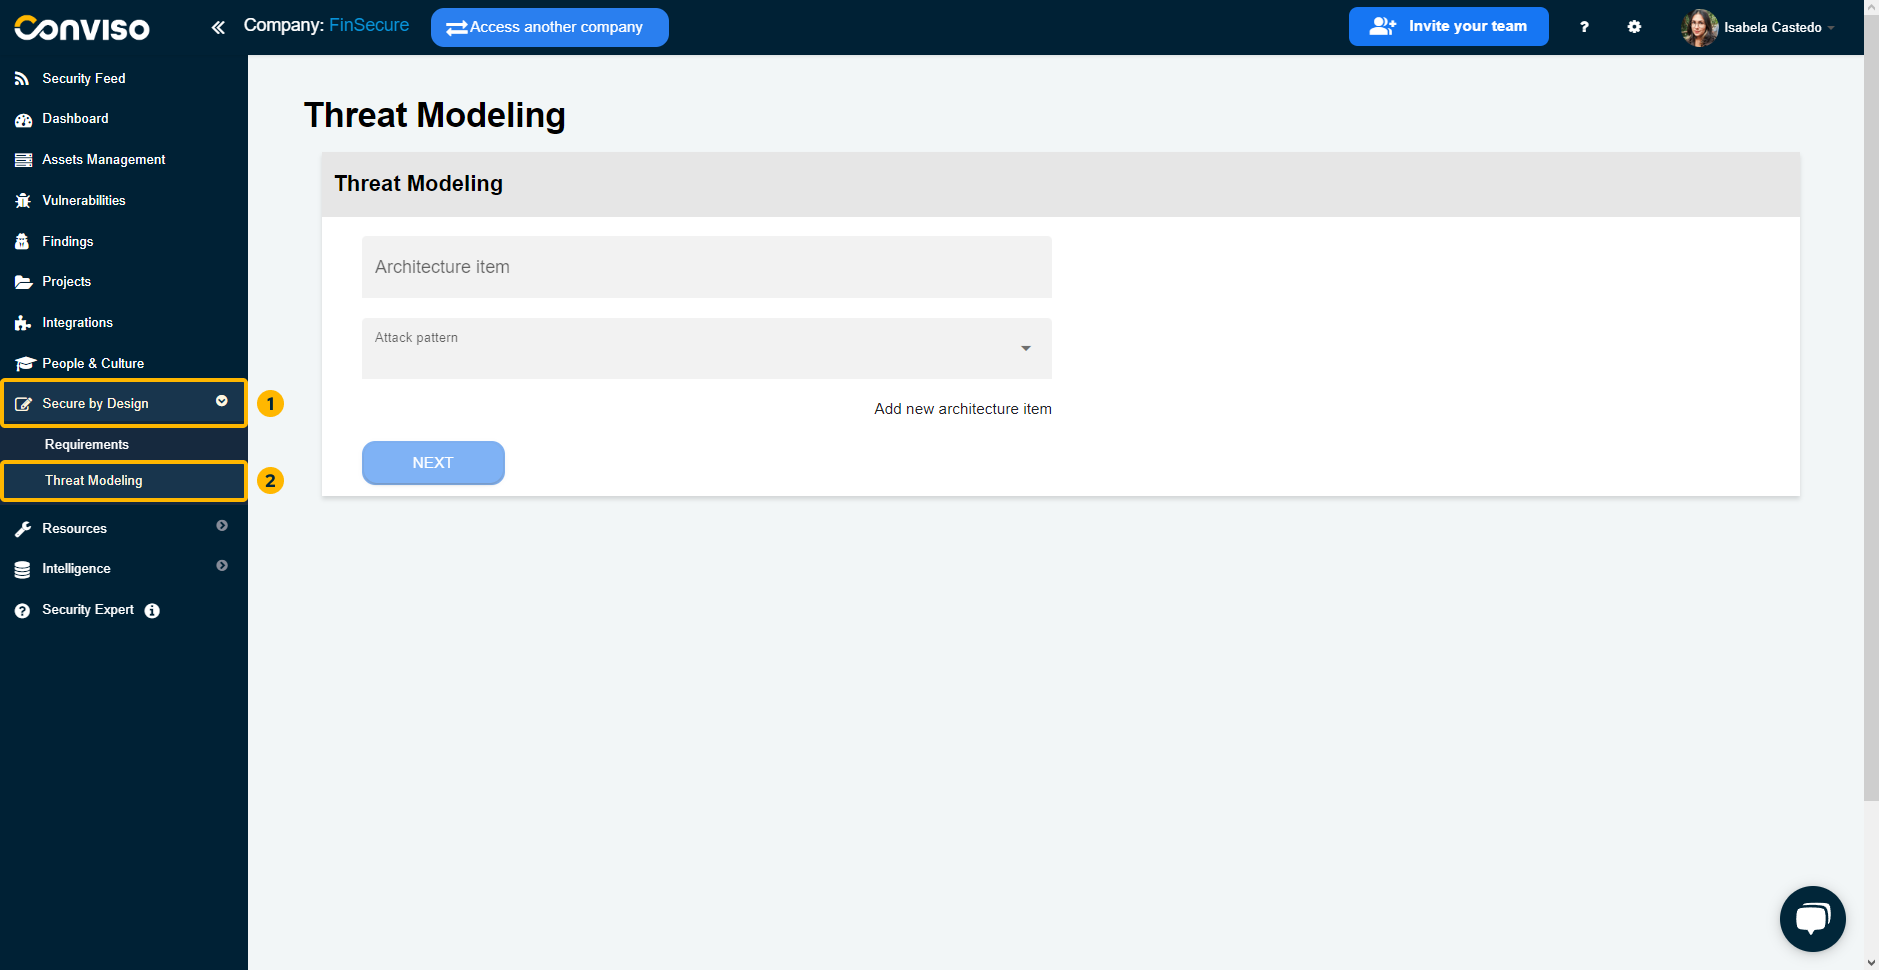 Conviso
Company: FinSecure
Access another company
Invite your team
?
Isabela Castedo
Security Feed
Dashboard
Assets Management
Vulnerabilities
Findings
Projects
Integrations
People & Culture
Secure by Design
1
Requirements
Threat Modeling
2
Resources
Intelligence
Security Expert
Threat Modeling
Threat Modeling
Architecture item
Attack pattern
Add new architecture item
NEXT